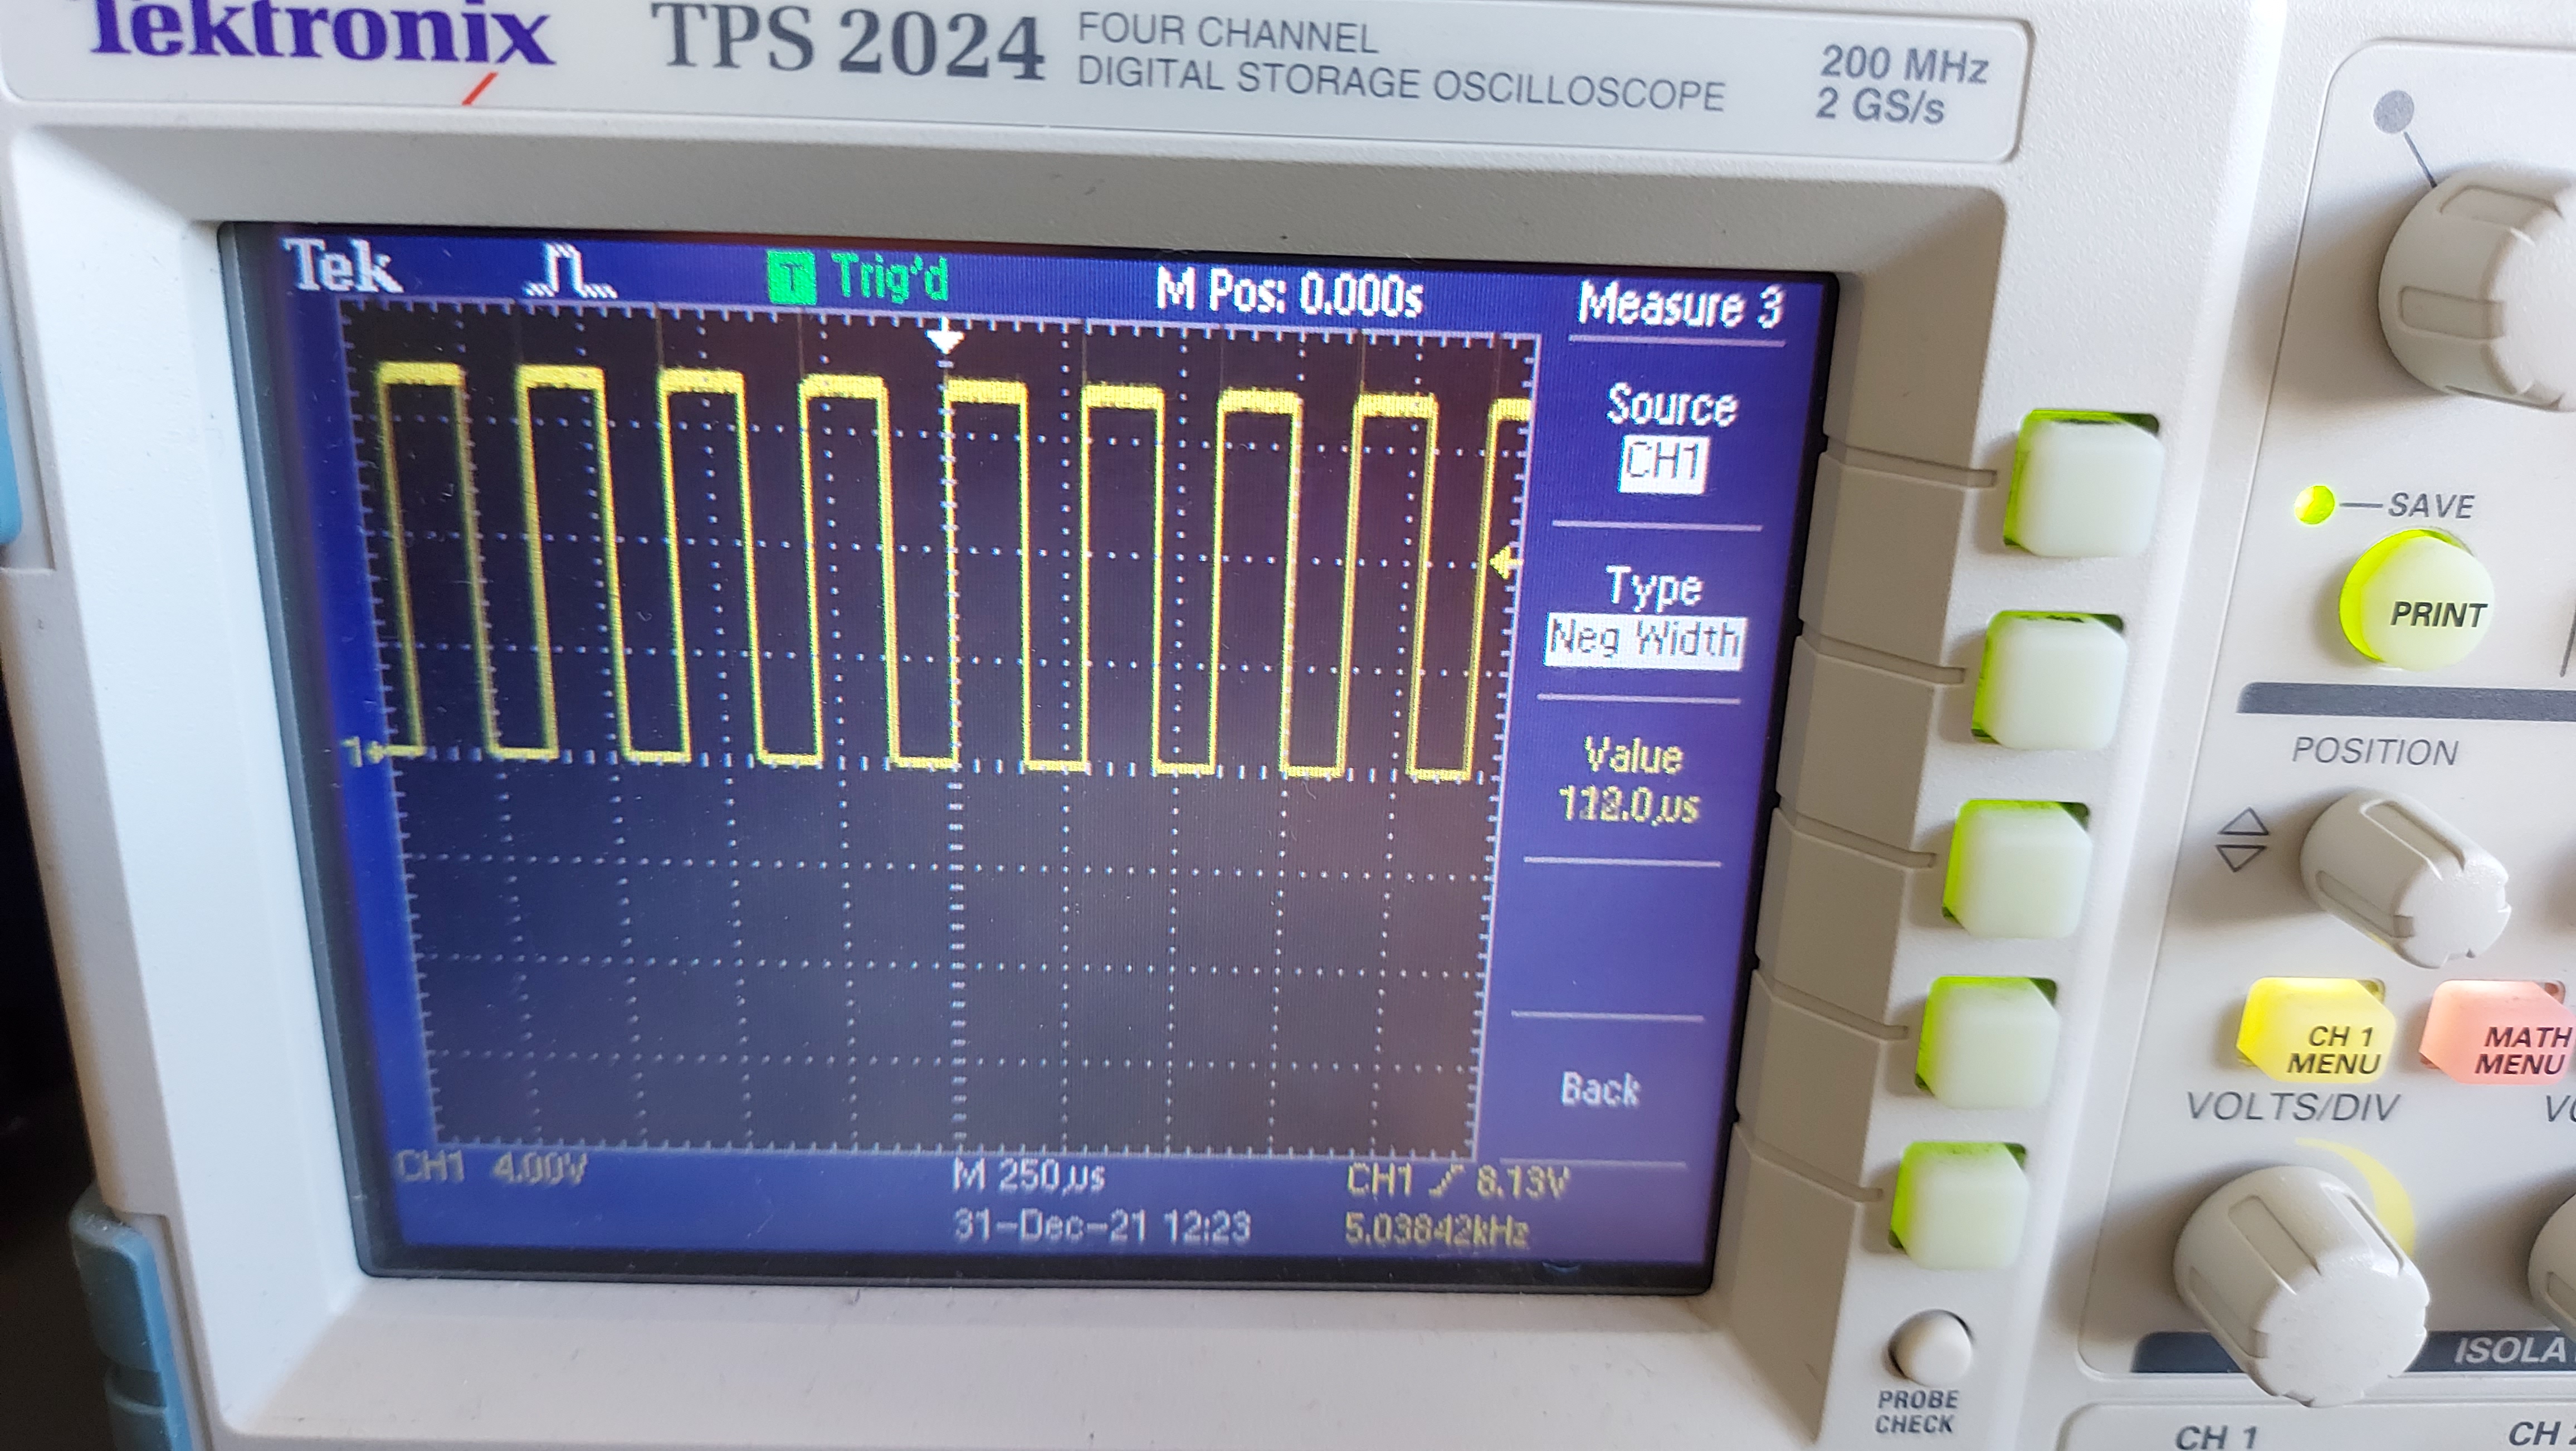 Tektronix
TPS 2024
FOUR CHANNEL
DIGITAL STORAGE OSCILLOSCOPE
200 MHz
2 GS/s
Tek
T Trig'd
M Pos: 0.000s
Measure 3
Source
CH1
Type
Neg Width
Value
Back
1
CH1 4.00V
M 250µs
CH1 8.13V
31-Dec-21 12:23
5.03842kHz
SAVE
PRINT
POSITION
CH 1
MENU
MATH
MENU
VOLTS/DIV
V
ISOLA
PROBE
CHECK
CH 1
CH